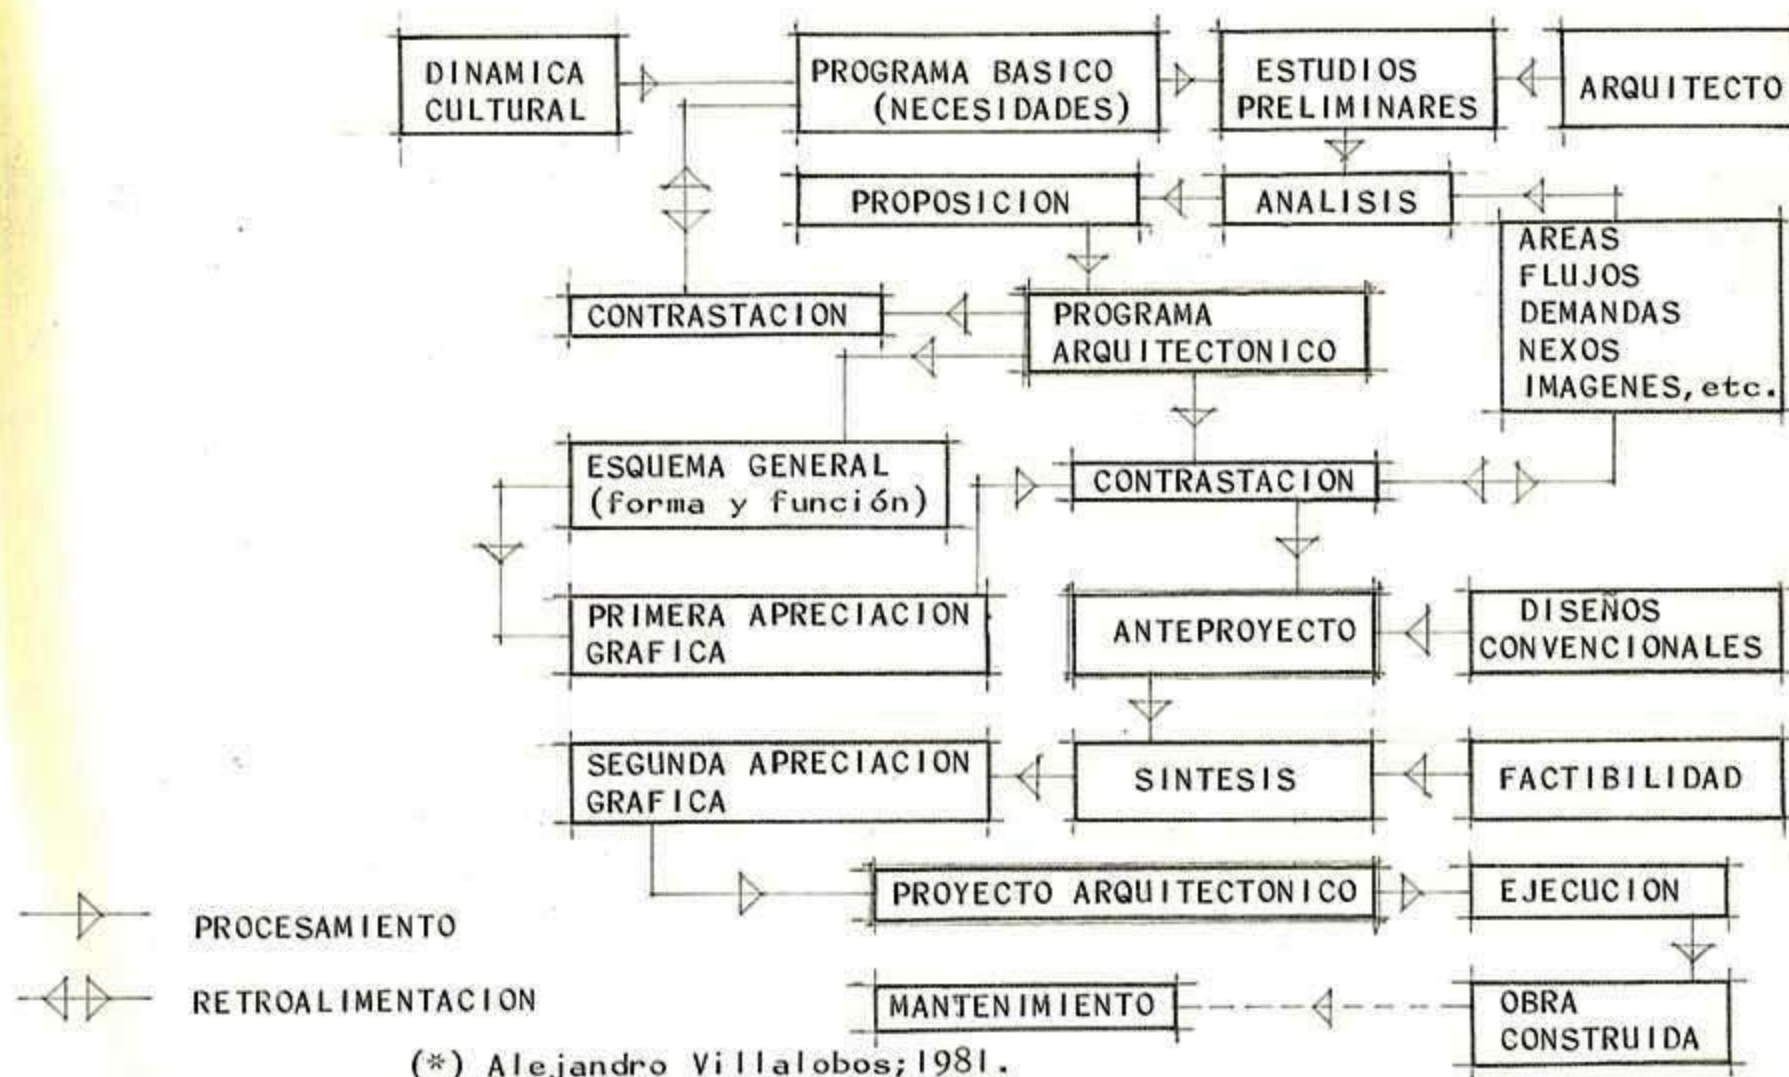 DINAMICA
CULTURAL
PROGRAMA BASICO
(NECESIDADES)
ESTUDIOS
PRELIMINARES
ARQUITECTO
PROPOSICION
ANALISIS
AREAS
FLUJOS
DEMANDAS
NEXOS
IMAGENES, etc.
CONTRASTACION
PROGRAMA
ARQUITECTONICO
ESQUEMA GENERAL
(forma y función)
CONTRASTACION
PRIMERA APRECIACION
GRAFICA
ANTEPROYECTO
DISEÑOS
CONVENCIONALES
SEGUNDA APRECIACION
GRAFICA
SINTESIS
FACTIBILIDAD
PROYECTO ARQUITECTONICO
EJECUCION
PROCESAMIENTO
RETROALIMENTACION
MANTENIMIENTO
OBRA
CONSTRUIDA
(*) Alejandro Villalobos; 1981.